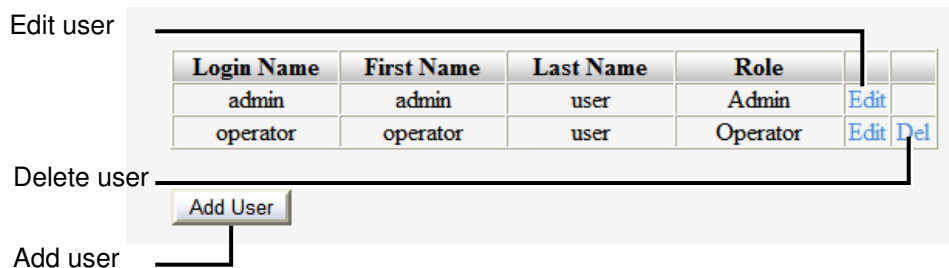 Edit user
Login Name First Name Last Name Role
admin admin user Admin Edit
operator operator user Operator Edit Del
Delete user
Add User
Add user